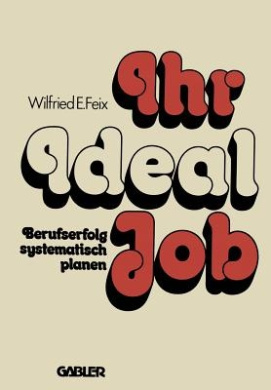 Wilfried E. Feix
Ihr
Ideal
Job
Berufserfolg
systematisch
planen
GABLER